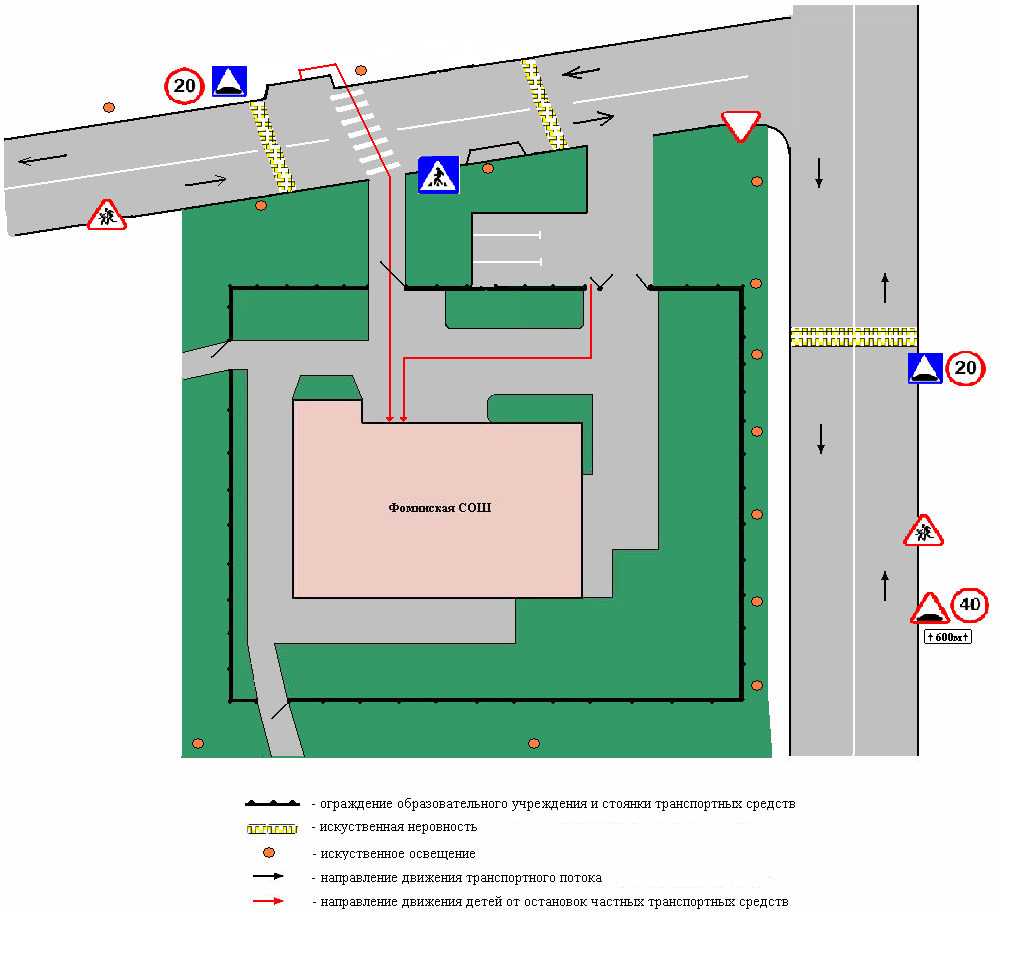 20
20
Фоминская СОШ
40
↑600м↑
- ограждение образовательного учреждения и стоянки транспортных средств
- искуственная неровность
- искуственное освещение
- направление движения транспортного потока
- направление движения детей от остановок частных транспортных средств